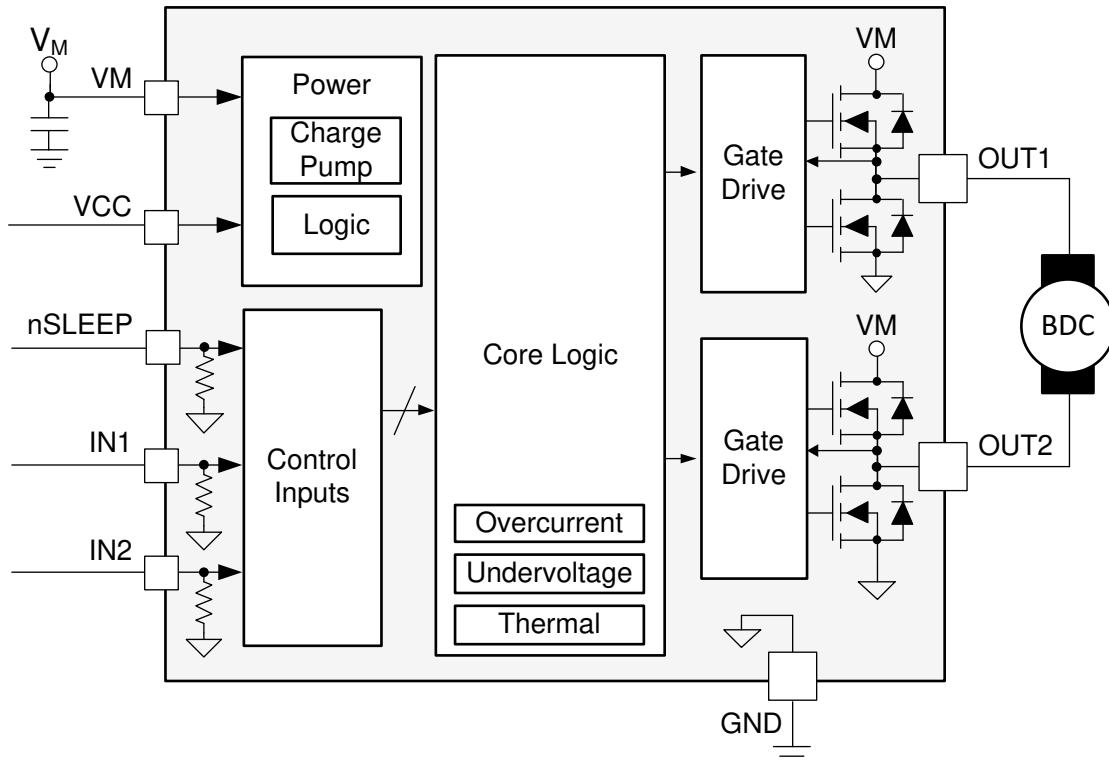 VM
VM
Power
Charge
Pump
Logic
VCC
nSLEEP
IN1
IN2
Control
Inputs
Core Logic
Overcurrent
Undervoltage
Thermal
Gate
Drive
VM
OUT1
BDC
Gate
Drive
VM
OUT2
GND